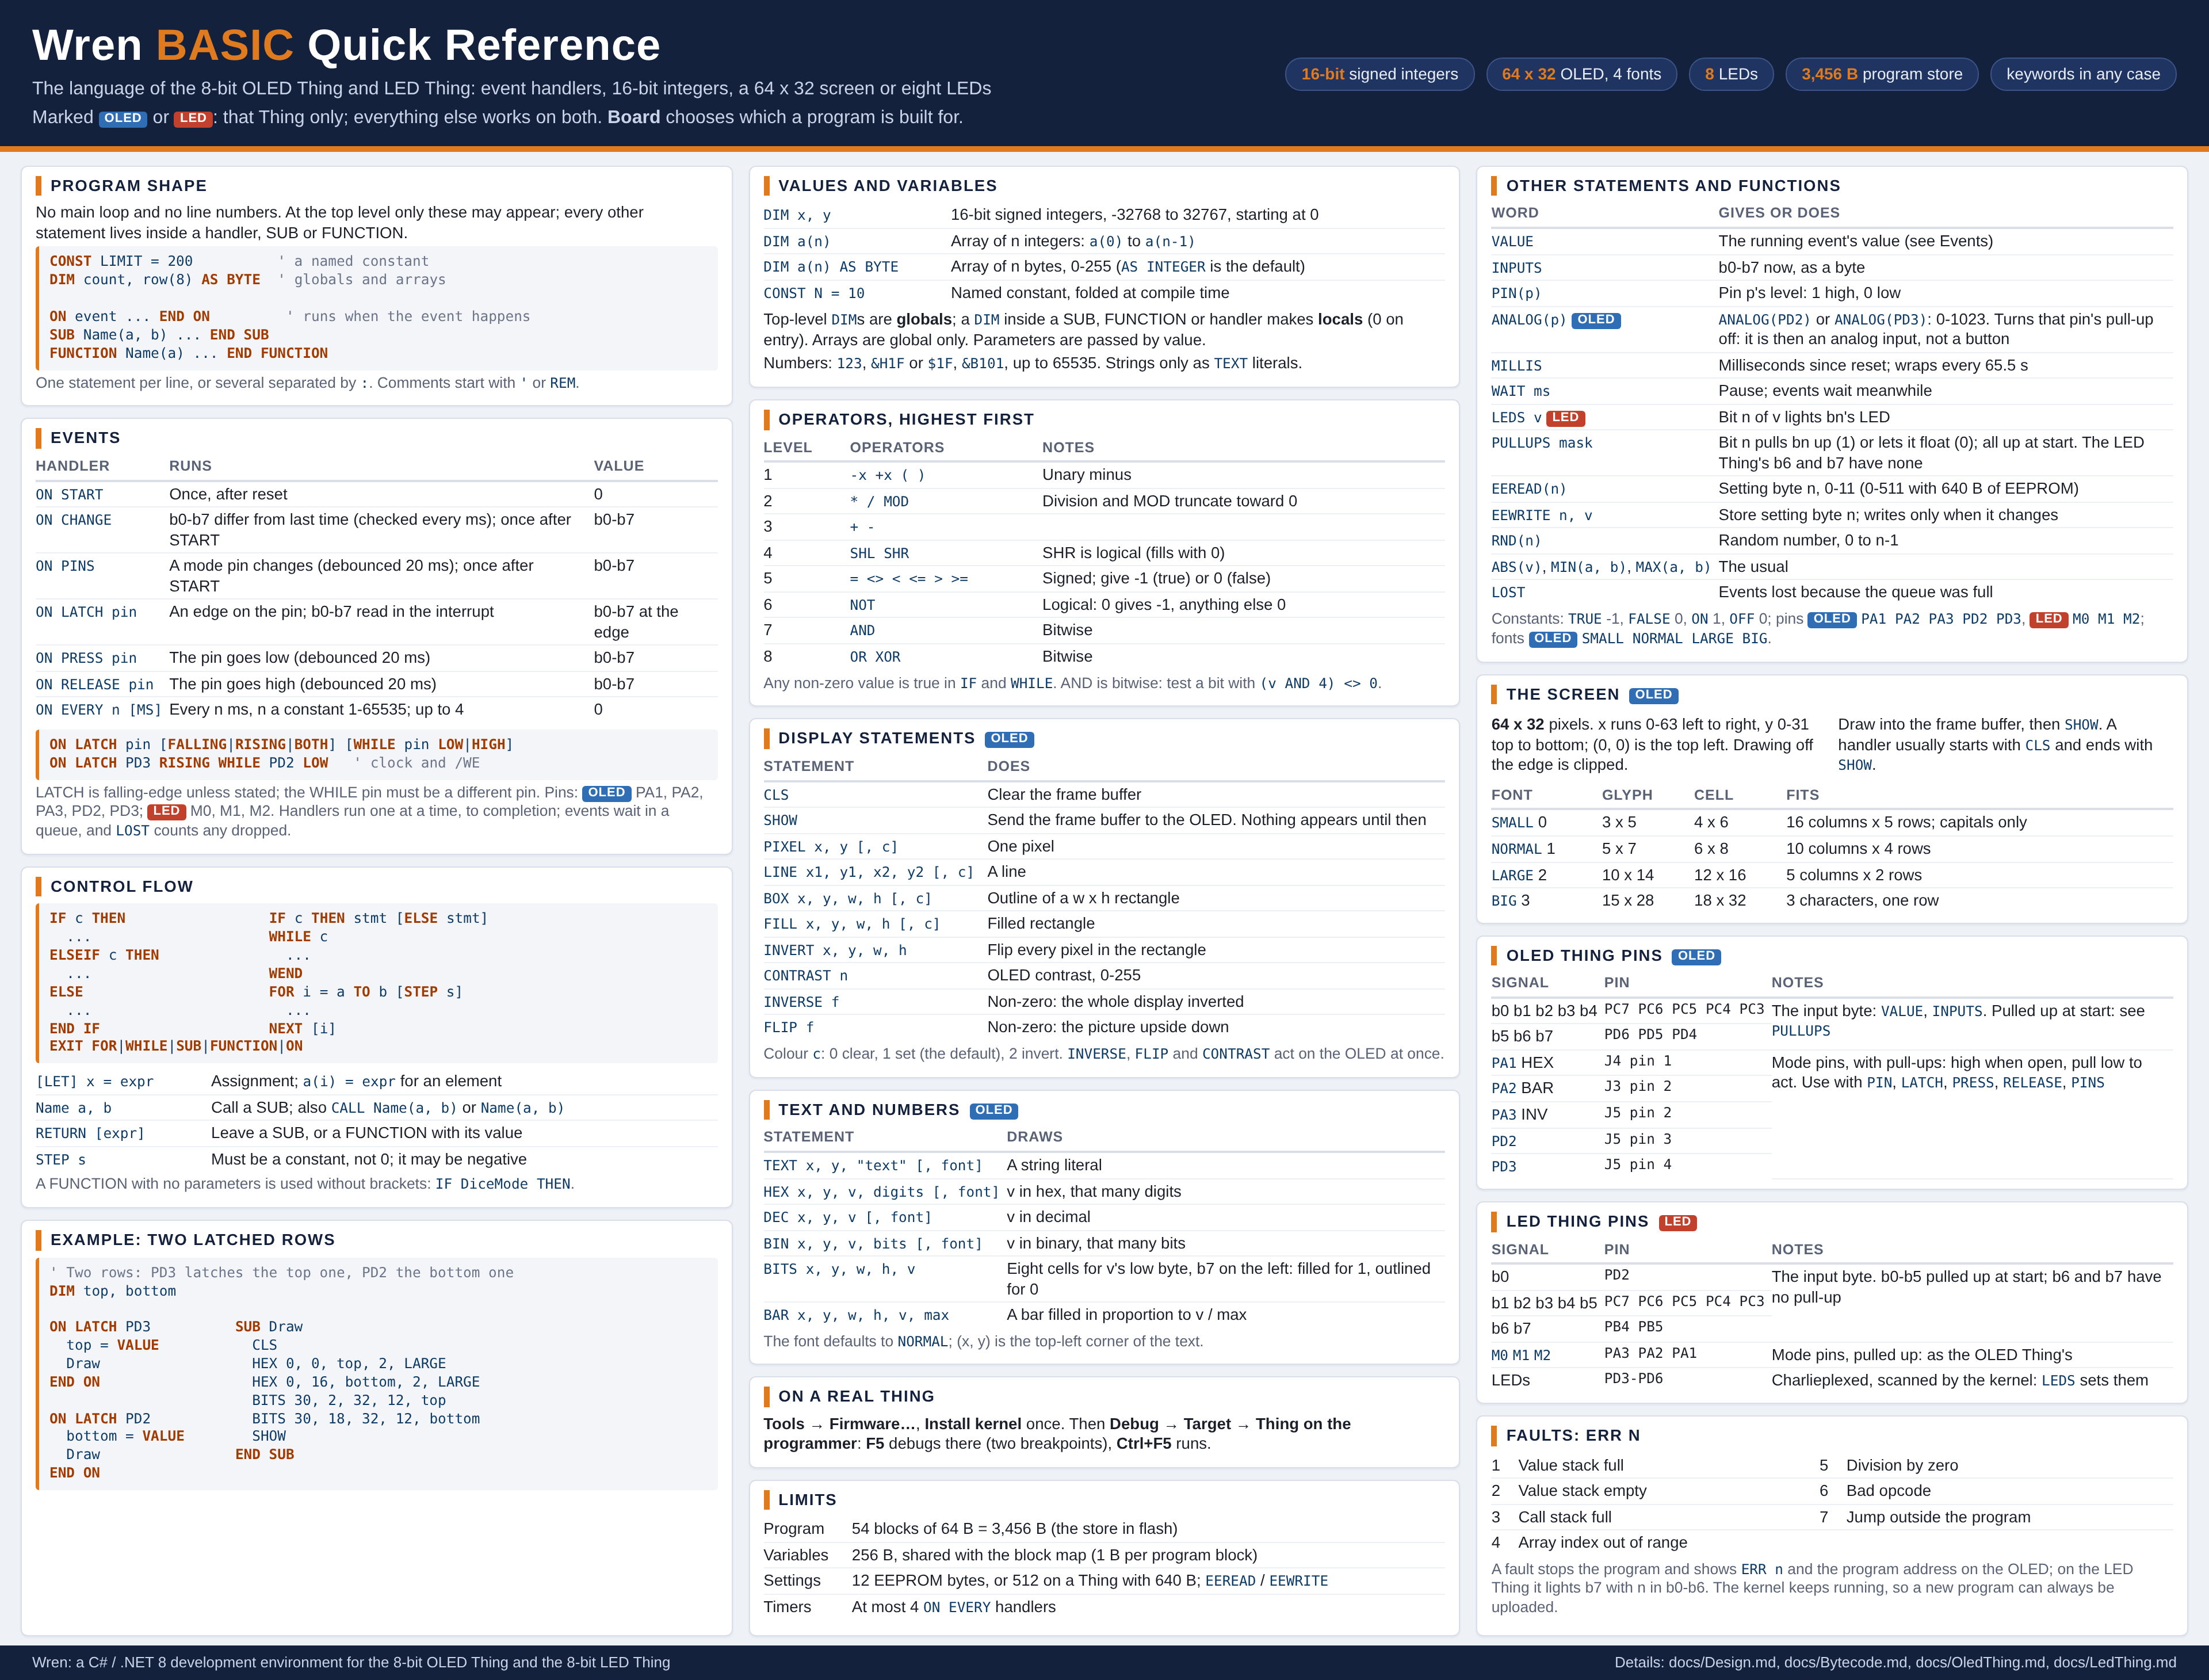 Wren BASIC Quick Reference
The language of the 8-bit OLED Thing and LED Thing: event handlers, 16-bit integers, a 64 x 32 screen or eight LEDs
Marked OLED or LED: that Thing only; everything else works on both. Board chooses which a program is built for.
16-bit signed integers
64 x 32 OLED, 4 fonts
8 LEDs
3,456 B program store
keywords in any case
PROGRAM SHAPE
No main loop and no line numbers. At the top level only these may appear; every other
statement lives inside a handler, SUB or FUNCTION.
CONST LIMIT = 200 ' a named constant
DIM count, row(8) AS BYTE ' globals and arrays
ON event ... END ON ' runs when the event happens
SUB Name(a, b) ... END SUB
FUNCTION Name(a) ... END FUNCTION
One statement per line, or several separated by :. Comments start with ' or REM.
EVENTS
HANDLER RUNS VALUE
ON START Once, after reset 0
ON CHANGE b0-b7 differ from last time (checked every ms); once after b0-b7
START
ON PINS A mode pin changes (debounced 20 ms); once after b0-b7
START
ON LATCH pin An edge on the pin; b0-b7 read in the interrupt b0-b7 at the
edge
ON PRESS pin The pin goes low (debounced 20 ms) b0-b7
ON RELEASE pin The pin goes high (debounced 20 ms) b0-b7
ON EVERY n [MS] Every n ms, n a constant 1-65535; up to 4 0
ON LATCH pin [FALLING|RISING|BOTH] [WHILE pin LOW|HIGH]
ON LATCH PD3 RISING WHILE PD2 LOW ' clock and /WE
LATCH is falling-edge unless stated; the WHILE pin must be a different pin. Pins: OLED PA1, PA2,
PA3, PD2, PD3; LED M0, M1, M2. Handlers run one at a time, to completion; events wait in a
queue, and LOST counts any dropped.
CONTROL FLOW
IF c THEN IF c THEN stmt [ELSE stmt]
... WHILE c
ELSEIF c THEN ...
... WEND
ELSE FOR i = a TO b [STEP s]
... ...
END IF NEXT [i]
EXIT FOR|WHILE|SUB|FUNCTION|ON
[LET] x = expr Assignment; a(i) = expr for an element
Name a, b Call a SUB; also CALL Name(a, b) or Name(a, b)
RETURN [expr] Leave a SUB, or a FUNCTION with its value
STEP s Must be a constant, not 0; it may be negative
A FUNCTION with no parameters is used without brackets: IF DiceMode THEN.
EXAMPLE: TWO LATCHED ROWS
' Two rows: PD3 latches the top one, PD2 the bottom one
DIM top, bottom
ON LATCH PD3 SUB Draw
top = VALUE CLS
Draw HEX 0, 0, top, 2, LARGE
END ON HEX 0, 16, bottom, 2, LARGE
BITS 30, 2, 32, 12, top
ON LATCH PD2 BITS 30, 18, 32, 12, bottom
bottom = VALUE SHOW
Draw END SUB
END ON
VALUES AND VARIABLES
DIM x, y 16-bit signed integers, -32768 to 32767, starting at 0
DIM a(n) Array of n integers: a(0) to a(n-1)
DIM a(n) AS BYTE Array of n bytes, 0-255 (AS INTEGER is the default)
CONST N = 10 Named constant, folded at compile time
Top-level DIMs are globals; a DIM inside a SUB, FUNCTION or handler makes locals (0 on
entry). Arrays are global only. Parameters are passed by value.
Numbers: 123, &H1F or $1F, &B101, up to 65535. Strings only as TEXT literals.
OPERATORS, HIGHEST FIRST
LEVEL OPERATORS NOTES
1 -x +x ( ) Unary minus
2 * / MOD Division and MOD truncate toward 0
3 + -
4 SHL SHR SHR is logical (fills with 0)
5 = <> < <= > >= Signed; give -1 (true) or 0 (false)
6 NOT Logical: 0 gives -1, anything else 0
7 AND Bitwise
8 OR XOR Bitwise
Any non-zero value is true in IF and WHILE. AND is bitwise: test a bit with (v AND 4) <> 0.
DISPLAY STATEMENTS OLED
STATEMENT DOES
CLS Clear the frame buffer
SHOW Send the frame buffer to the OLED. Nothing appears until then
PIXEL x, y [, c] One pixel
LINE x1, y1, x2, y2 [, c] A line
BOX x, y, w, h [, c] Outline of a w x h rectangle
FILL x, y, w, h [, c] Filled rectangle
INVERT x, y, w, h Flip every pixel in the rectangle
CONTRAST n OLED contrast, 0-255
INVERSE f Non-zero: the whole display inverted
FLIP f Non-zero: the picture upside down
Colour c: 0 clear, 1 set (the default), 2 invert. INVERSE, FLIP and CONTRAST act on the OLED at once.
TEXT AND NUMBERS OLED
STATEMENT DRAWS
TEXT x, y, "text" [, font] A string literal
HEX x, y, v, digits [, font] v in hex, that many digits
DEC x, y, v [, font] v in decimal
BIN x, y, v, bits [, font] v in binary, that many bits
BITS x, y, w, h, v Eight cells for v's low byte, b7 on the left: filled for 1, outlined
for 0
BAR x, y, w, h, v, max A bar filled in proportion to v / max
The font defaults to NORMAL; (x, y) is the top-left corner of the text.
ON A REAL THING
Tools → Firmware…, Install kernel once. Then Debug → Target → Thing on the
programmer: F5 debugs there (two breakpoints), Ctrl+F5 runs.
LIMITS
Program 54 blocks of 64 B = 3,456 B (the store in flash)
Variables 256 B, shared with the block map (1 B per program block)
Settings 12 EEPROM bytes, or 512 on a Thing with 640 B; EEREAD / EEWRITE
Timers At most 4 ON EVERY handlers
OTHER STATEMENTS AND FUNCTIONS
WORD GIVES OR DOES
VALUE The running event's value (see Events)
INPUTS b0-b7 now, as a byte
PIN(p) Pin p's level: 1 high, 0 low
ANALOG(p) OLED ANALOG(PD2) or ANALOG(PD3): 0-1023. Turns that pin's pull-up
off: it is then an analog input, not a button
MILLIS Milliseconds since reset; wraps every 65.5 s
WAIT ms Pause; events wait meanwhile
LEDS v LED Bit n of v lights bn's LED
PULLUPS mask Bit n pulls bn up (1) or lets it float (0); all up at start. The LED
Thing's b6 and b7 have none
EEREAD(n) Setting byte n, 0-11 (0-511 with 640 B of EEPROM)
EEWRITE n, v Store setting byte n; writes only when it changes
RND(n) Random number, 0 to n-1
ABS(v), MIN(a, b), MAX(a, b) The usual
LOST Events lost because the queue was full
Constants: TRUE -1, FALSE 0, ON 1, OFF 0; pins OLED PA1 PA2 PA3 PD2 PD3, LED M0 M1 M2;
fonts OLED SMALL NORMAL LARGE BIG.
THE SCREEN OLED
64 x 32 pixels. x runs 0-63 left to right, y 0-31
top to bottom; (0, 0) is the top left. Drawing off
the edge is clipped.
Draw into the frame buffer, then SHOW. A
handler usually starts with CLS and ends with
SHOW.
FONT GLYPH CELL FITS
SMALL 0 3 x 5 4 x 6 16 columns x 5 rows; capitals only
NORMAL 1 5 x 7 6 x 8 10 columns x 4 rows
LARGE 2 10 x 14 12 x 16 5 columns x 2 rows
BIG 3 15 x 28 18 x 32 3 characters, one row
OLED THING PINS OLED
SIGNAL PIN NOTES
b0 b1 b2 b3 b4 PC7 PC6 PC5 PC4 PC3 The input byte: VALUE, INPUTS. Pulled up at start: see
b5 b6 b7 PD6 PD5 PD4 PULLUPS
PA1 HEX J4 pin 1 Mode pins, with pull-ups: high when open, pull low to
PA2 BAR J3 pin 2 act. Use with PIN, LATCH, PRESS, RELEASE, PINS
PA3 INV J5 pin 2
PD2 J5 pin 3
PD3 J5 pin 4
LED THING PINS LED
SIGNAL PIN NOTES
b0 PD2 The input byte. b0-b5 pulled up at start; b6 and b7 have
b1 b2 b3 b4 b5 PC7 PC6 PC5 PC4 PC3 no pull-up
b6 b7 PB4 PB5
M0 M1 M2 PA3 PA2 PA1 Mode pins, pulled up: as the OLED Thing's
LEDs PD3-PD6 Charlieplexed, scanned by the kernel: LEDS sets them
FAULTS: ERR N
1 Value stack full 5 Division by zero
2 Value stack empty 6 Bad opcode
3 Call stack full 7 Jump outside the program
4 Array index out of range
A fault stops the program and shows ERR n and the program address on the OLED; on the LED
Thing it lights b7 with n in b0-b6. The kernel keeps running, so a new program can always be
uploaded.
Wren: a C# / .NET 8 development environment for the 8-bit OLED Thing and the 8-bit LED Thing
Details: docs/Design.md, docs/Bytecode.md, docs/OledThing.md, docs/LedThing.md